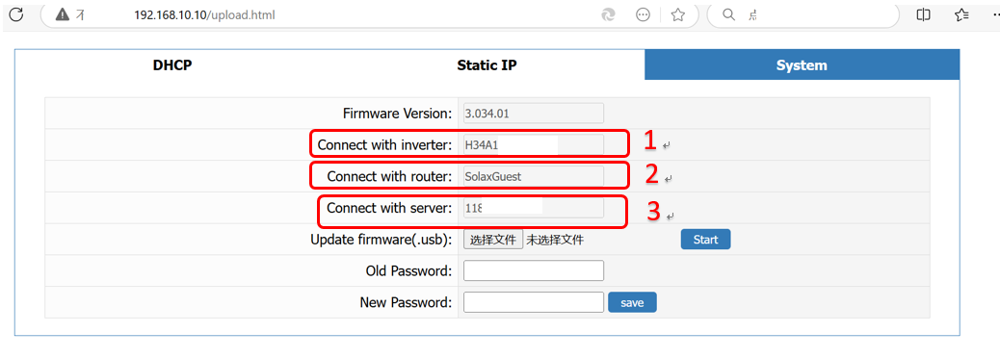 192.168.10.10/upload.html
DHCP Static IP System
Firmware Version: 3.034.01
Connect with inverter: H34A1 1
Connect with router: SolaxGuest 2
Connect with server: 118 3
Update firmware(.usb): 选择文件 未选择文件 Start
Old Password:
New Password: save